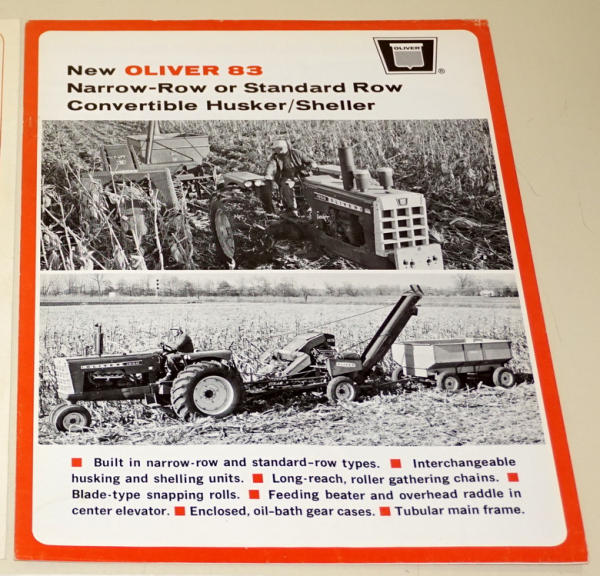 OLIVER
®
New OLIVER 83
Narrow-Row or Standard Row
Convertible Husker/Sheller
OLIVER
OLIVER
■ Built in narrow-row and standard-row types. ■ Interchangeable
husking and shelling units. ■ Long-reach, roller gathering chains. ■
Blade-type snapping rolls. ■ Feeding beater and overhead raddle in
center elevator. ■ Enclosed, oil-bath gear cases. ■ Tubular main frame.